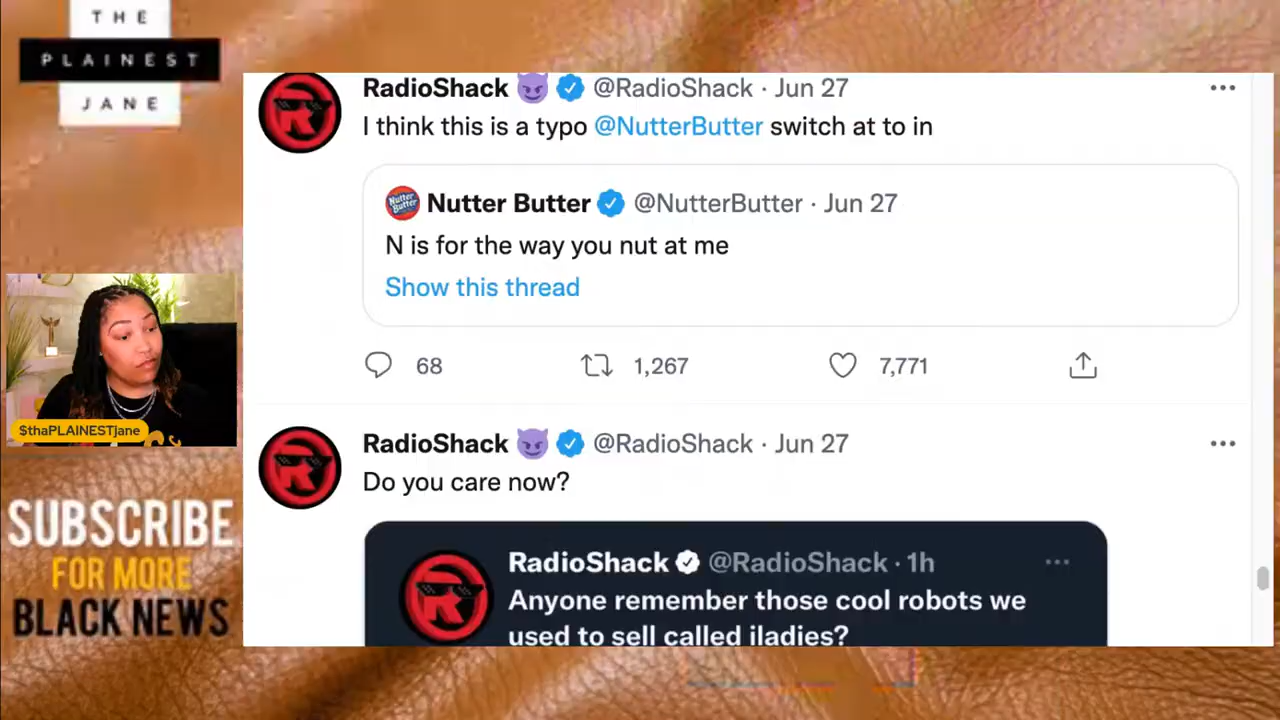 THE
PLAINEST
JANE
RadioShack 😈 @RadioShack · Jun 27
I think this is a typo @NutterButter switch at to in
Nutter Butter
Nutter Butter @NutterButter · Jun 27
N is for the way you nut at me
Show this thread
68 1,267 7,771
RadioShack 😈 @RadioShack · Jun 27
Do you care now?
RadioShack @RadioShack · 1h
Anyone remember those cool robots we
used to sell called iladies?
$thaPLAINESTjane
SUBSCRIBE
FOR MORE
BLACK NEWS